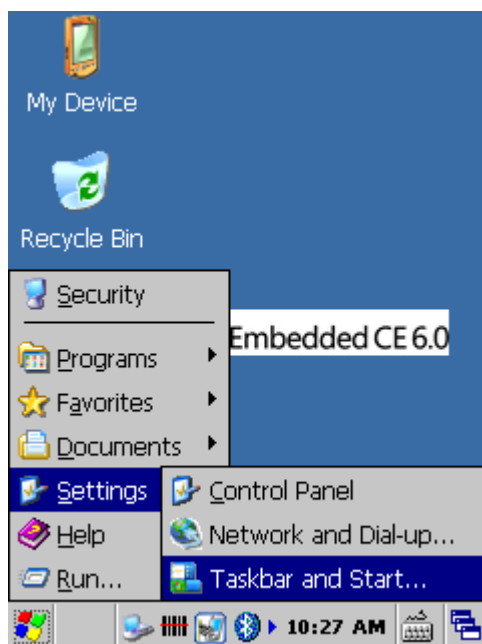 My Device
Recycle Bin
Security
Embedded CE 6.0
Programs
Favorites
Documents
Settings
Control Panel
Help
Network and Dial-up...
Run...
Taskbar and Start...
10:27 AM